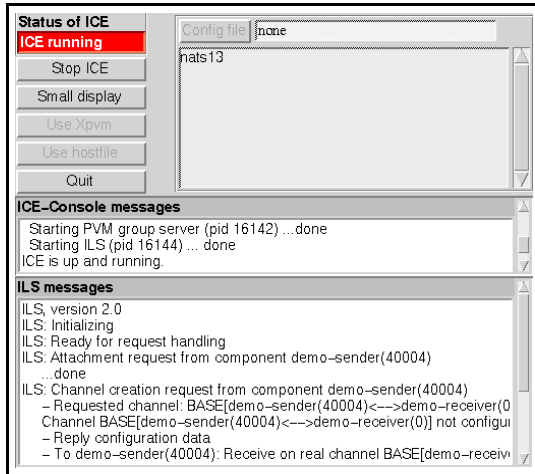 Status of ICE
ICE running
Stop ICE
Small display
Use Xpvm
Use hostfile
Quit
Config file none
nats13
ICE–Console messages
Starting PVM group server (pid 16142) ...done
Starting ILS (pid 16144) ... done
ICE is up and running.
ILS messages
ILS, version 2.0
ILS: Initializing
ILS: Ready for request handling
ILS: Attachment request from component demo–sender(40004)
...done
ILS: Channel creation request from component demo–sender(40004)
– Requested channel: BASE[demo–sender(40004)<––>demo–receiver(0
Channel BASE[demo–sender(40004)<––>demo–receiver(0)] not configu
– Reply configuration data
– To demo–sender(40004): Receive on real channel BASE[demo–receiv